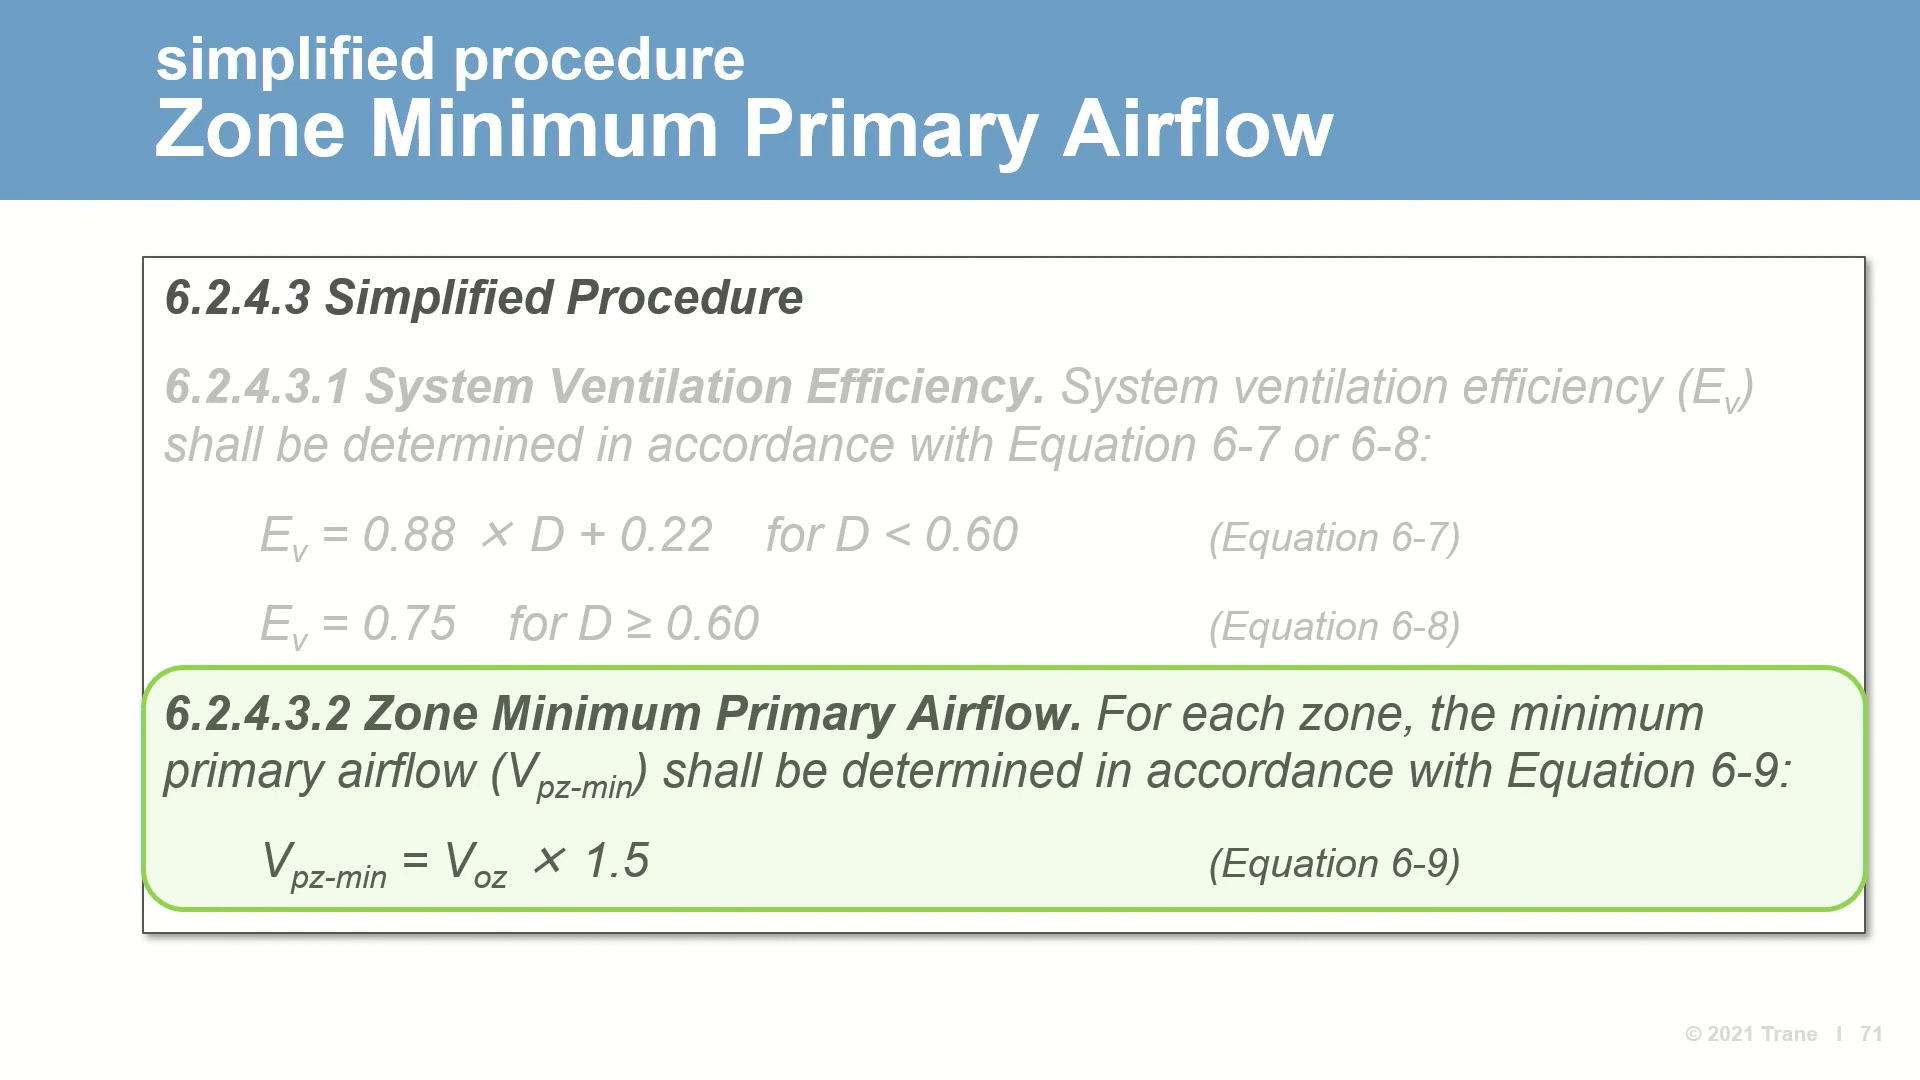 simplified procedure
Zone Minimum Primary Airflow
6.2.4.3 Simplified Procedure
6.2.4.3.1 System Ventilation Efficiency. System ventilation efficiency (Ev)
shall be determined in accordance with Equation 6-7 or 6-8:
Ev = 0.88 × D + 0.22 for D < 0.60 (Equation 6-7)
Ev = 0.75 for D ≥ 0.60 (Equation 6-8)
6.2.4.3.2 Zone Minimum Primary Airflow. For each zone, the minimum
primary airflow (Vpz-min) shall be determined in accordance with Equation 6-9:
Vpz-min = Voz × 1.5 (Equation 6-9)
© 2021 Trane I 71